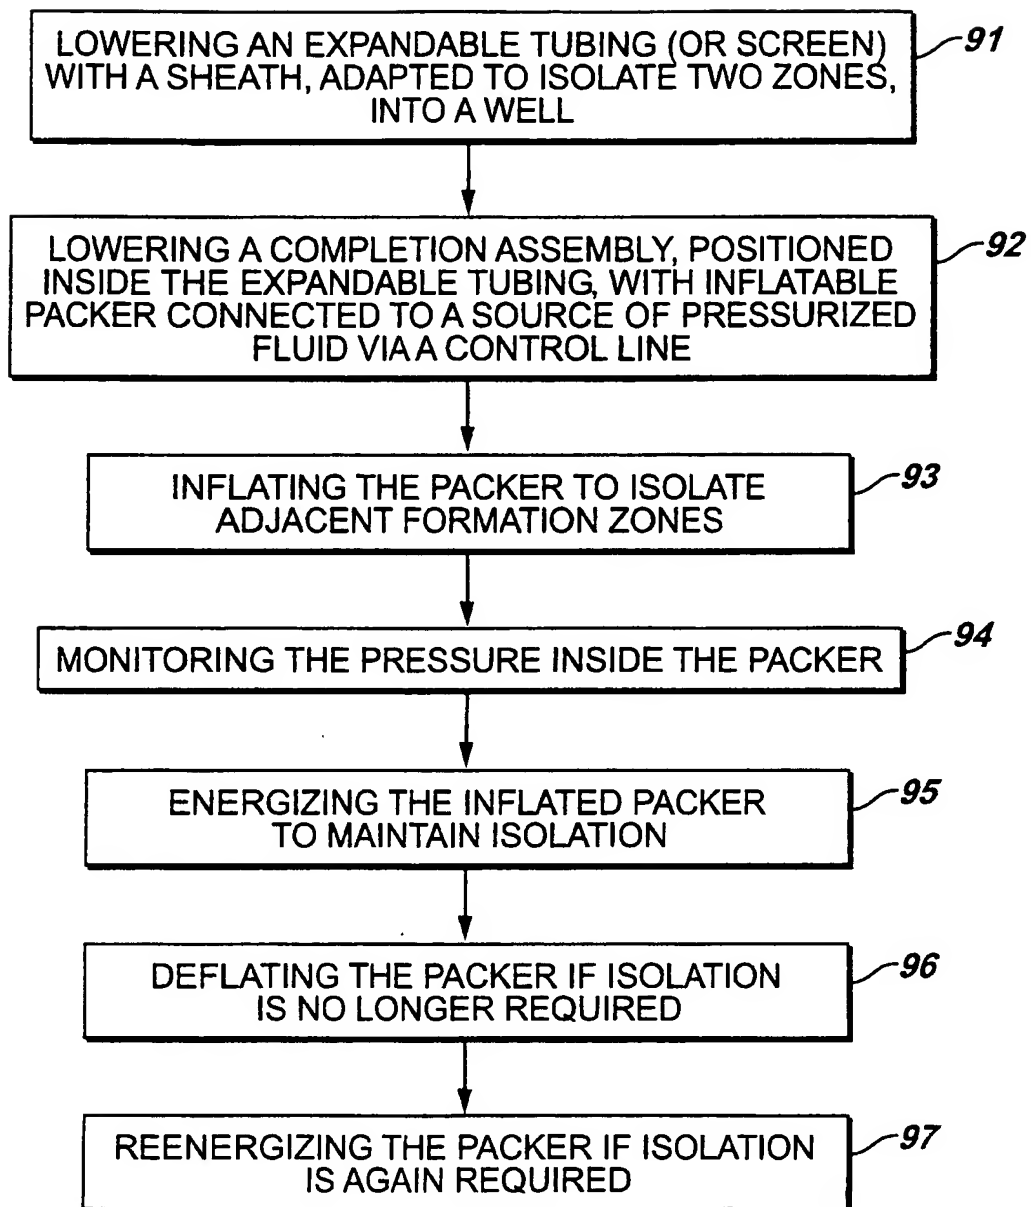 LOWERING AN EXPANDABLE TUBING (OR SCREEN)
WITH A SHEATH, ADAPTED TO ISOLATE TWO ZONES,
INTO A WELL
91
LOWERING A COMPLETION ASSEMBLY, POSITIONED
INSIDE THE EXPANDABLE TUBING, WITH INFLATABLE
PACKER CONNECTED TO A SOURCE OF PRESSURIZED
FLUID VIA A CONTROL LINE
92
INFLATING THE PACKER TO ISOLATE
ADJACENT FORMATION ZONES
93
MONITORING THE PRESSURE INSIDE THE PACKER
94
ENERGIZING THE INFLATED PACKER
TO MAINTAIN ISOLATION
95
DEFLATING THE PACKER IF ISOLATION
IS NO LONGER REQUIRED
96
REENERGIZING THE PACKER IF ISOLATION
IS AGAIN REQUIRED
97